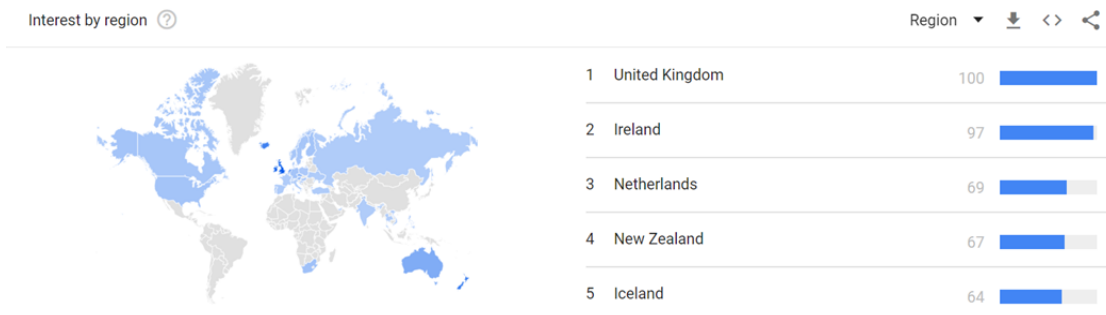 Interest by region ?
Region
1 United Kingdom 100
2 Ireland 97
3 Netherlands 69
4 New Zealand 67
5 Iceland 64